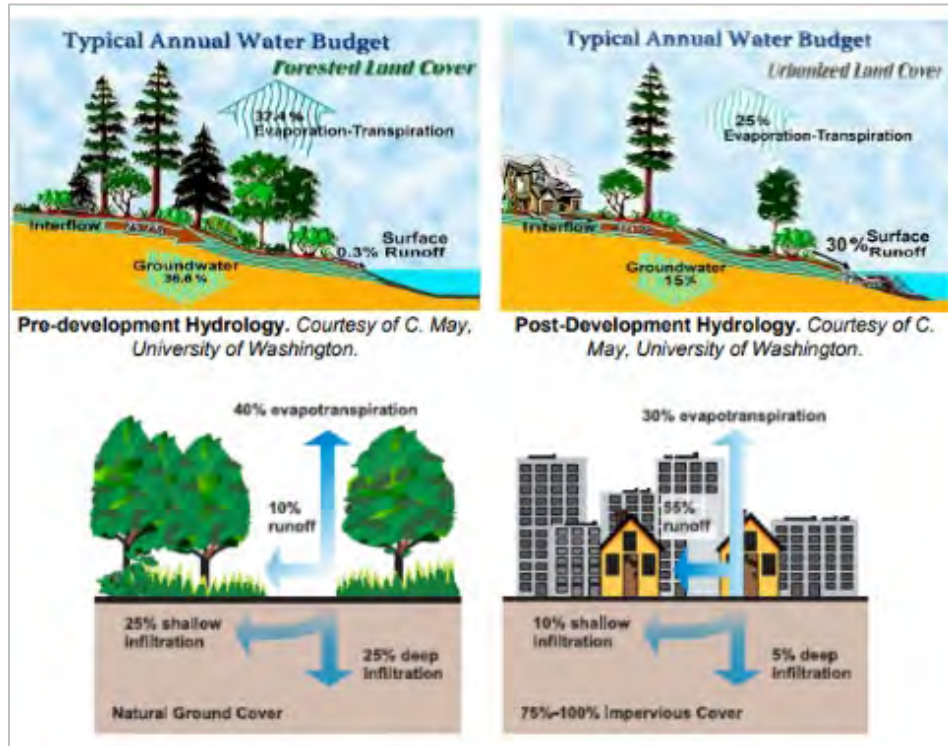 Typical Annual Water Budget
Forested Land Cover
37.4%
Evaporation-Transpiration
Interflow
Surface
0.3% Runoff
Groundwater
Typical Annual Water Budget
Urbanized Land Cover
25%
Evaporation-Transpiration
Interflow
30% Surface
Runoff
Groundwater
15%
Pre-development Hydrology. Courtesy of C. May,
University of Washington.
Post-Development Hydrology. Courtesy of C.
May, University of Washington.
40% evapotranspiration
10%
runoff
25% shallow
infiltration
25% deep
infiltration
Natural Ground Cover
30% evapotranspiration
55%
runoff
10% shallow
infiltration
5% deep
infiltration
75%-100% Impervious Cover